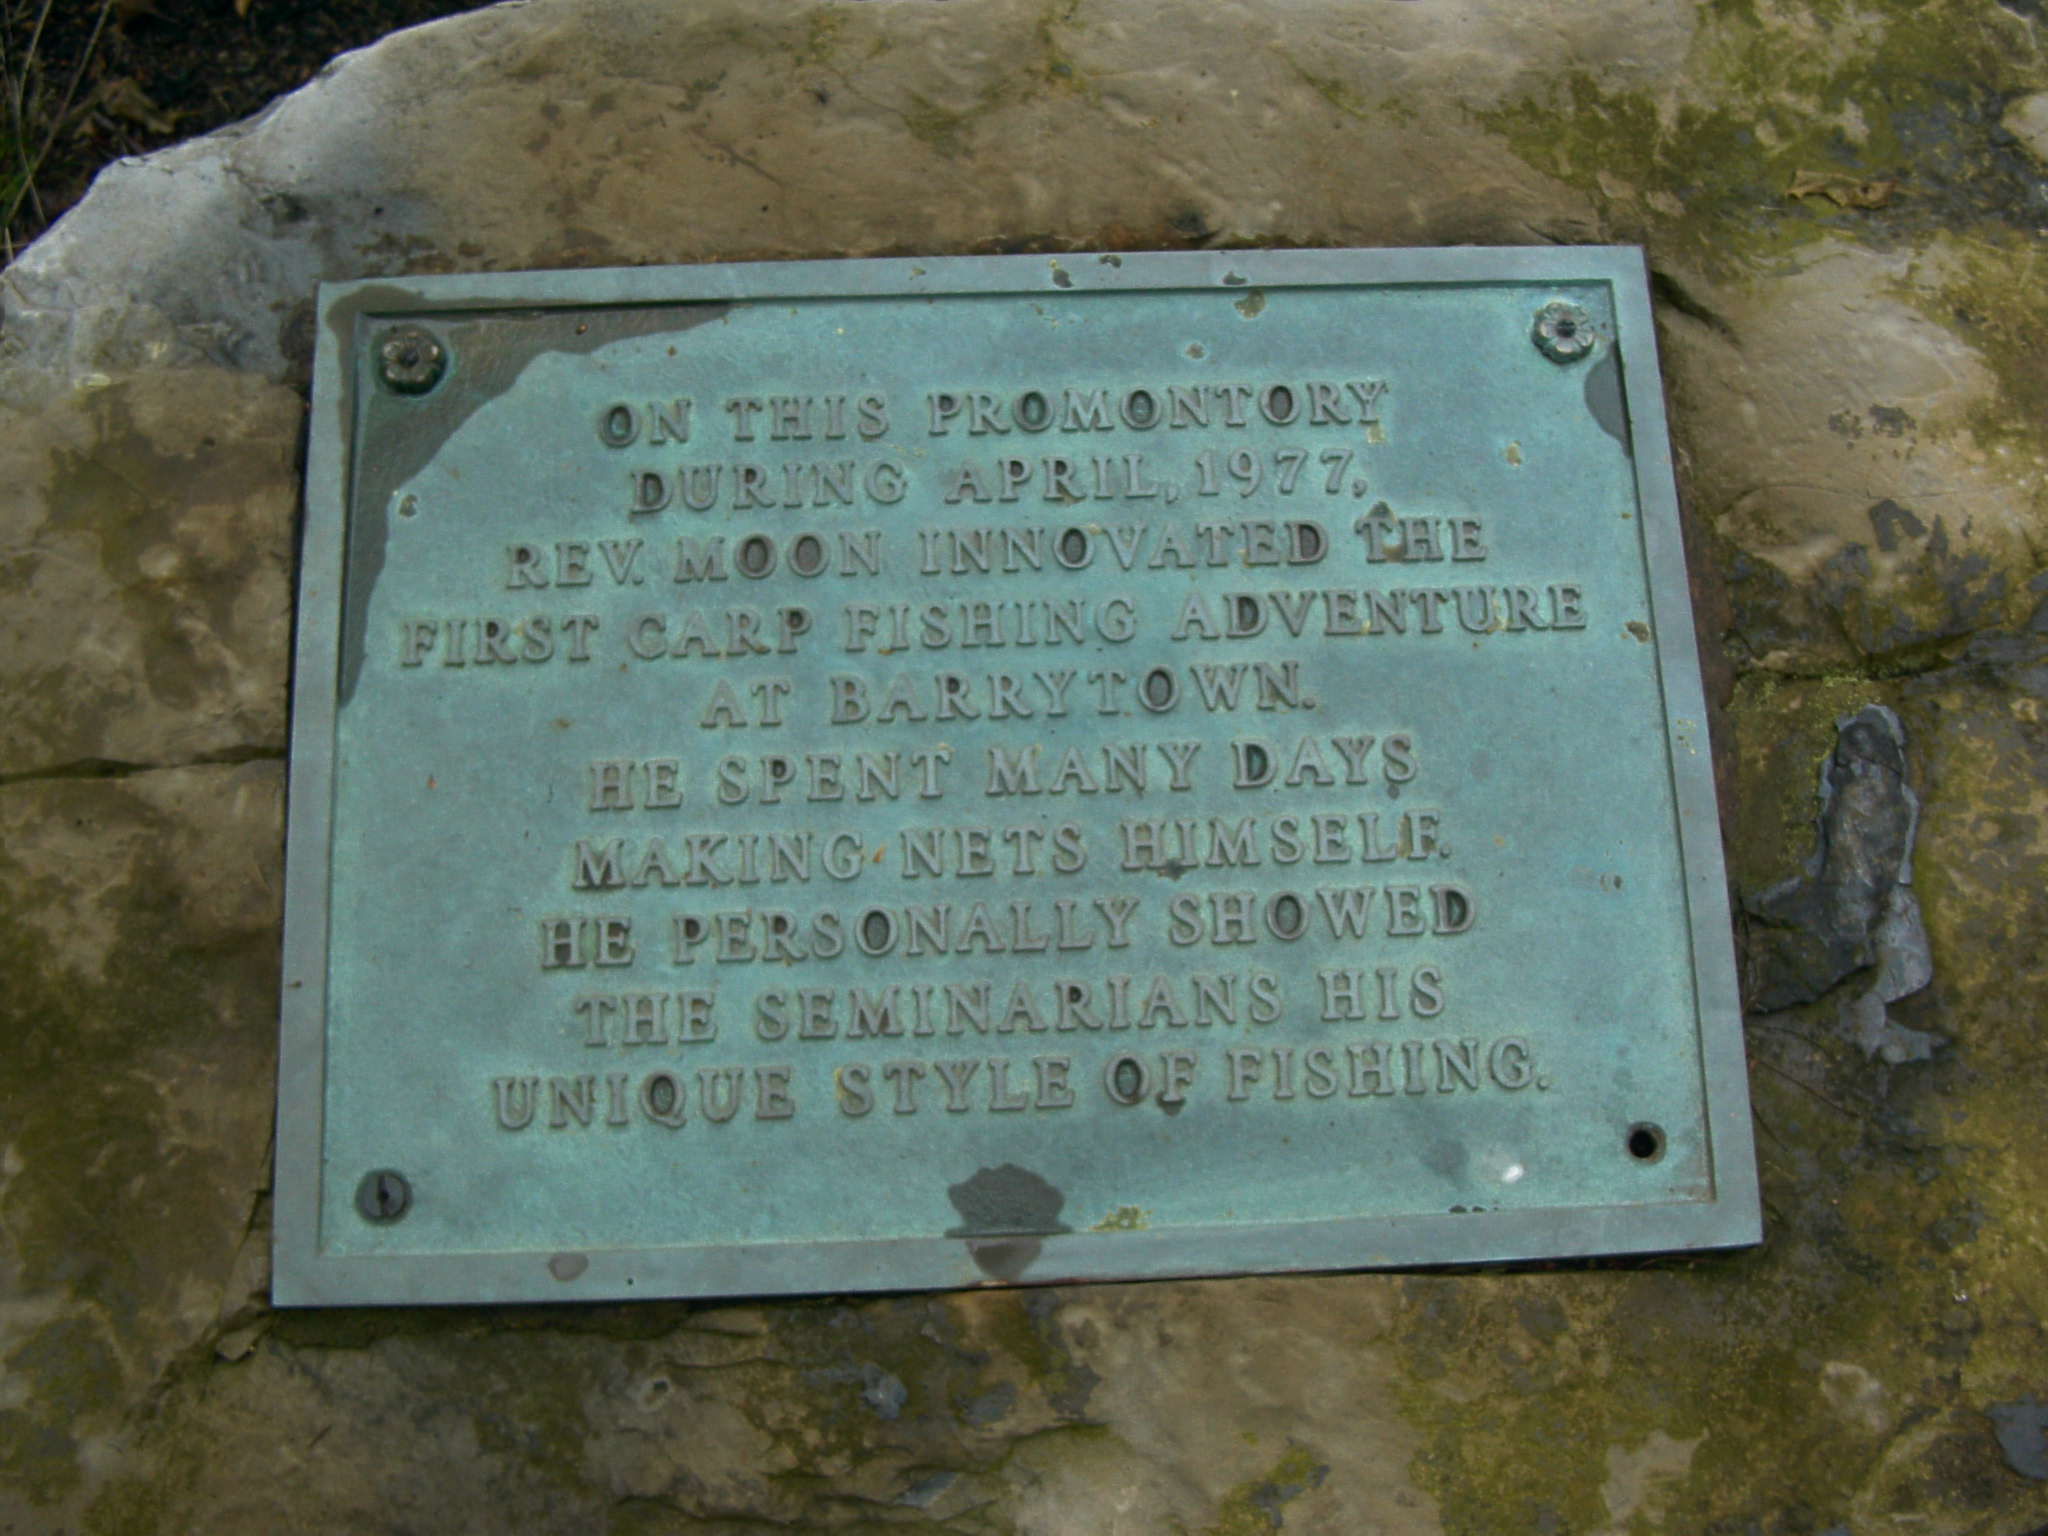 ON THIS PROMONTORY
DURING APRIL, 1977,
REV. MOON INNOVATED THE
FIRST CARP FISHING ADVENTURE
AT BARRYTOWN.
HE SPENT MANY DAYS
MAKING NETS HIMSELF.
HE PERSONALLY SHOWED
THE SEMINARIANS HIS
UNIQUE STYLE OF FISHING.